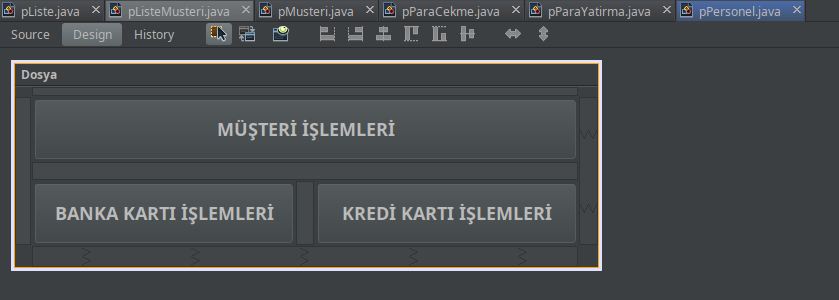 pListe.java pListeMusteri.java pMusteri.java pParaCekme.java pParaYatirma.java pPersonel.java
Source Design History
Dosya
MÜŞTERİ İŞLEMLERİ
BANKA KARTI İŞLEMLERİ KREDİ KARTI İŞLEMLERİ